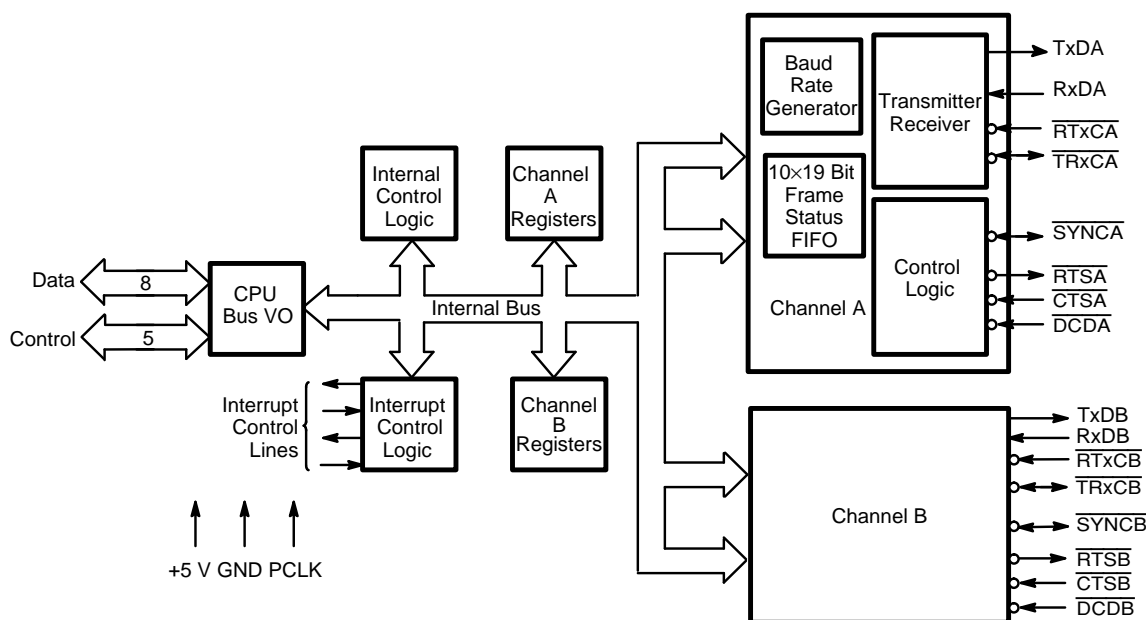 Data
8
Control
5
CPU
Bus VO
Internal
Control
Logic
Channel
A
Registers
Internal Bus
Interrupt
Control
Lines
Interrupt
Control
Logic
Channel
B
Registers
+5 V GND PCLK
Baud
Rate
Generator
Transmitter
Receiver
10×19 Bit
Frame
Status
FIFO
Control
Logic
Channel A
TxDA
RxDA
RTxCA
TRxCA
SYNCA
RTSA
CTSA
DCDA
Channel B
TxDB
RxDB
RTxCB
TRxCB
SYNCB
RTSB
CTSB
DCDB